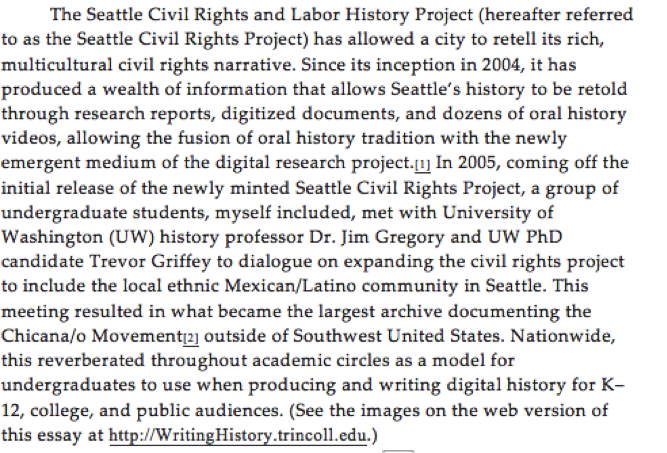 The Seattle Civil Rights and Labor History Project (hereafter referred
to as the Seattle Civil Rights Project) has allowed a city to retell its rich,
multicultural civil rights narrative. Since its inception in 2004, it has
produced a wealth of information that allows Seattle's history to be retold
through research reports, digitized documents, and dozens of oral history
videos, allowing the fusion of oral history tradition with the newly
emergent medium of the digital research project.[1] In 2005, coming off the
initial release of the newly minted Seattle Civil Rights Project, a group of
undergraduate students, myself included, met with University of
Washington (UW) history professor Dr. Jim Gregory and UW PhD
candidate Trevor Griffey to dialogue on expanding the civil rights project
to include the local ethnic Mexican/Latino community in Seattle. This
meeting resulted in what became the largest archive documenting the
Chicana/o Movement[2] outside of Southwest United States. Nationwide,
this reverberated throughout academic circles as a model for
undergraduates to use when producing and writing digital history for K–
12, college, and public audiences. (See the images on the web version of
this essay at http://WritingHistory.trincoll.edu.)